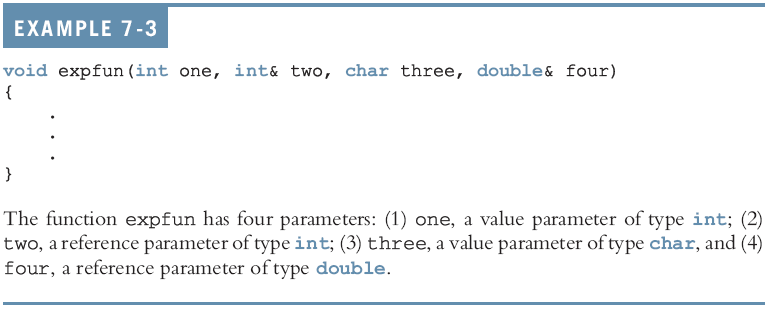 EXAMPLE 7-3
void expfun(int one, int& two, char three, double& four)
{
.
.
.
}
The function expfun has four parameters: (1) one, a value parameter of type int; (2)
two, a reference parameter of type int; (3) three, a value parameter of type char, and (4)
four, a reference parameter of type double.